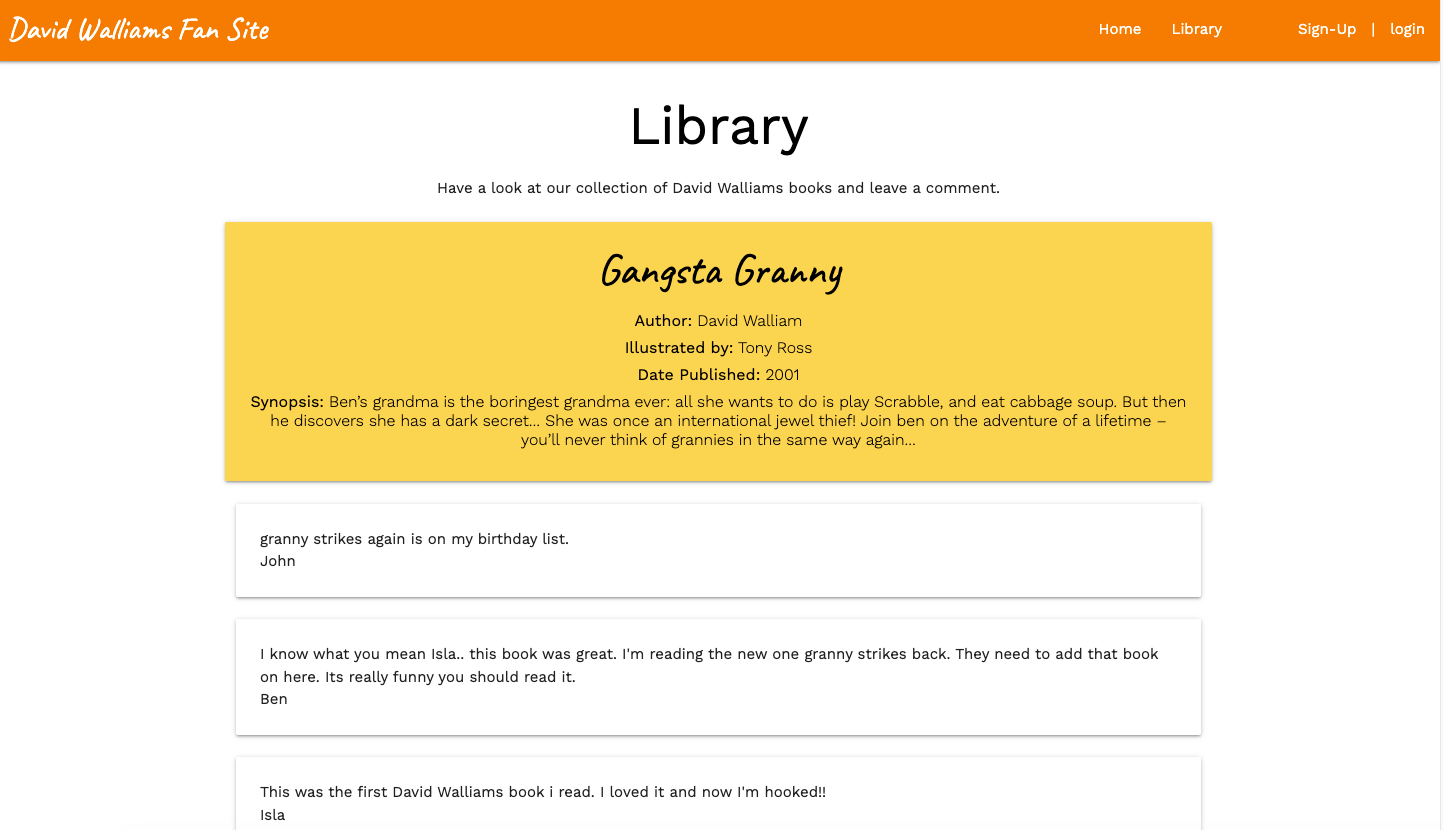 David Walliams Fan Site
Home Library Sign-Up | login
Library
Have a look at our collection of David Walliams books and leave a comment.
Gangsta Granny
Author: David Walliam
Illustrated by: Tony Ross
Date Published: 2001
Synopsis: Ben’s grandma is the boringest grandma ever: all she wants to do is play Scrabble, and eat cabbage soup. But then
he discovers she has a dark secret... She was once an international jewel thief! Join ben on the adventure of a lifetime –
you’ll never think of grannies in the same way again...
granny strikes again is on my birthday list.
John
I know what you mean Isla.. this book was great. I'm reading the new one granny strikes back. They need to add that book
on here. Its really funny you should read it.
Ben
This was the first David Walliams book i read. I loved it and now I'm hooked!!
Isla